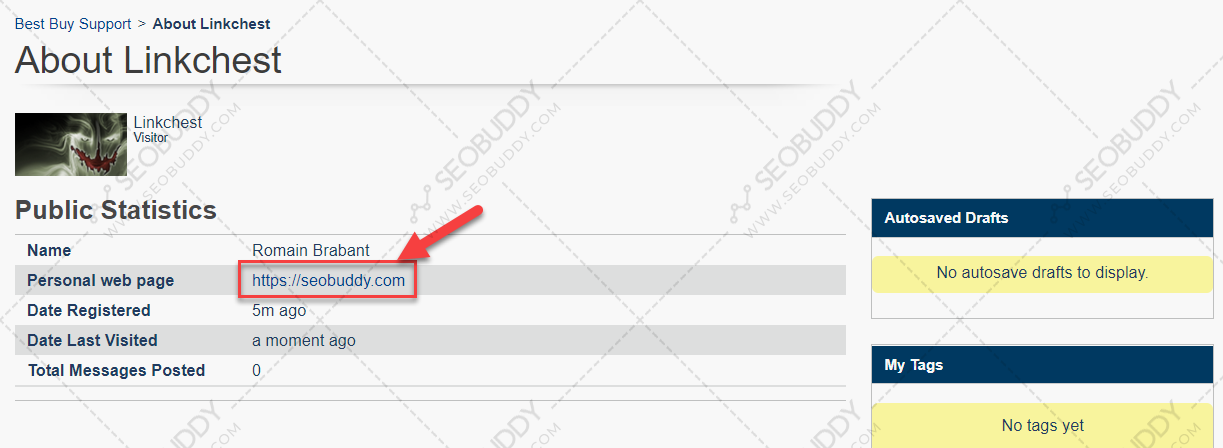 Best Buy Support > About Linkchest
About Linkchest
Linkchest
Visitor
Public Statistics
Name Romain Brabant
Personal web page https://seobuddy.com
Date Registered 5m ago
Date Last Visited a moment ago
Total Messages Posted 0
Autosaved Drafts
No autosave drafts to display.
My Tags
No tags yet
SEOBUDDY
WWW.SEOBUDDY.COM